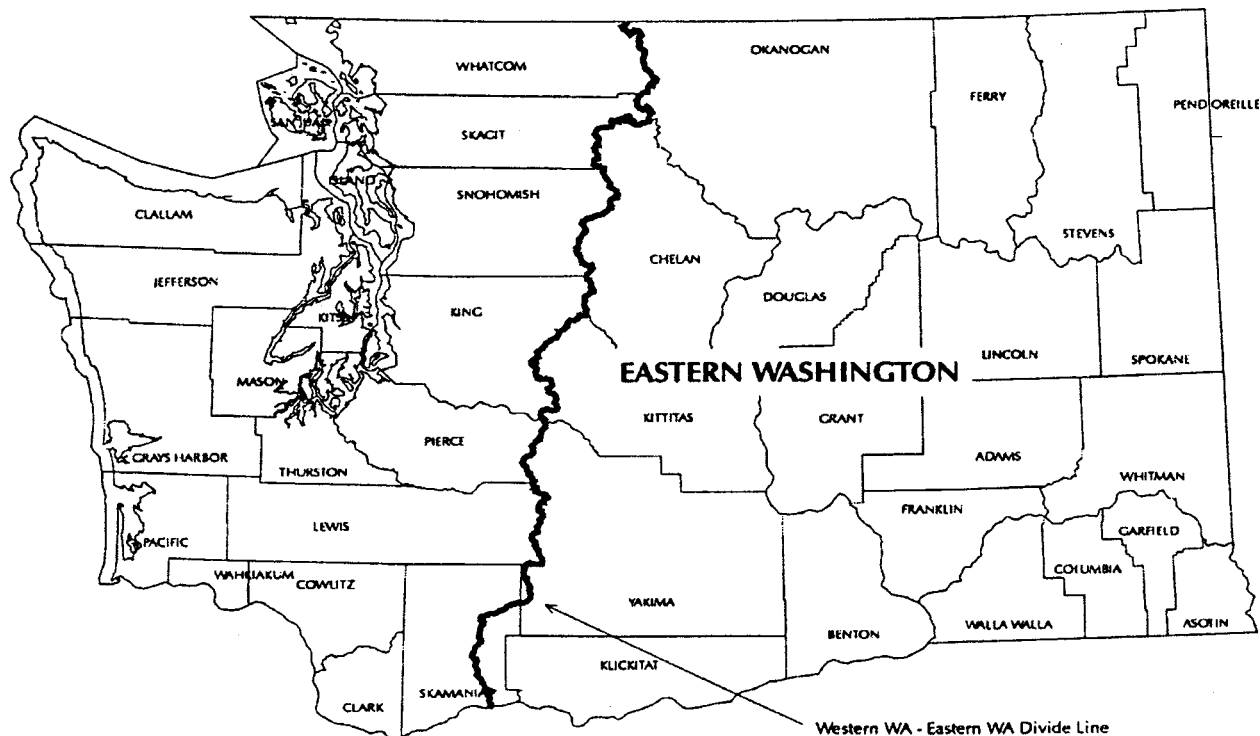 OKANOGAN
WHATCOM
FERRY
PEND OREILLE
SAN JUAN
SKAGIT
ISLAND
SNOHOMISH
CLALLAM
STEVENS
CHELAN
JEFFERSON
DOUGLAS
KITSAP
KING
LINCOLN
SPOKANE
EASTERN WASHINGTON
MASON
KITTITAS
GRANT
PIERCE
GRAYS HARBOR
ADAMS
THURSTON
WHITMAN
FRANKLIN
LEWIS
GARFIELD
PACIFIC
COLUMBIA
WAHKIAKUM
COWLITZ
YAKIMA
WALLA WALLA
ASOTIN
BENTON
KLICKITAT
SKAMANIA
CLARK
Western WA - Eastern WA Divide Line